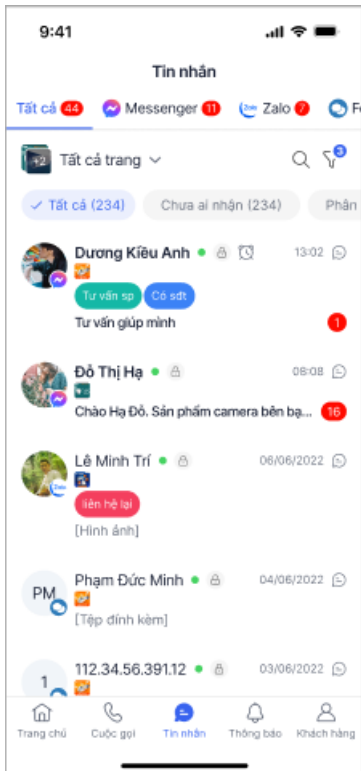 9:41
Tin nhắn
Tất cả 44 Messenger 11 Zalo 7 F
+2 Tất cả trang 3
Tất cả (234) Chưa ai nhận (234) Phân
Dương Kiều Anh 13:02
Tư vấn sp Có sdt
Tư vấn giúp mình 1
Đỗ Thị Hạ 08:08
Chào Hạ Đỗ. Sản phẩm camera bên bạ... 16
Lê Minh Trí 06/06/2022
Zalo
liên hệ lại
[Hình ảnh]
PM Phạm Đức Minh 04/06/2022
[Tệp đính kèm]
1 112.34.56.391.12 03/06/2022
Trang chủ Cuộc gọi Tin nhắn Thông báo Khách hàng